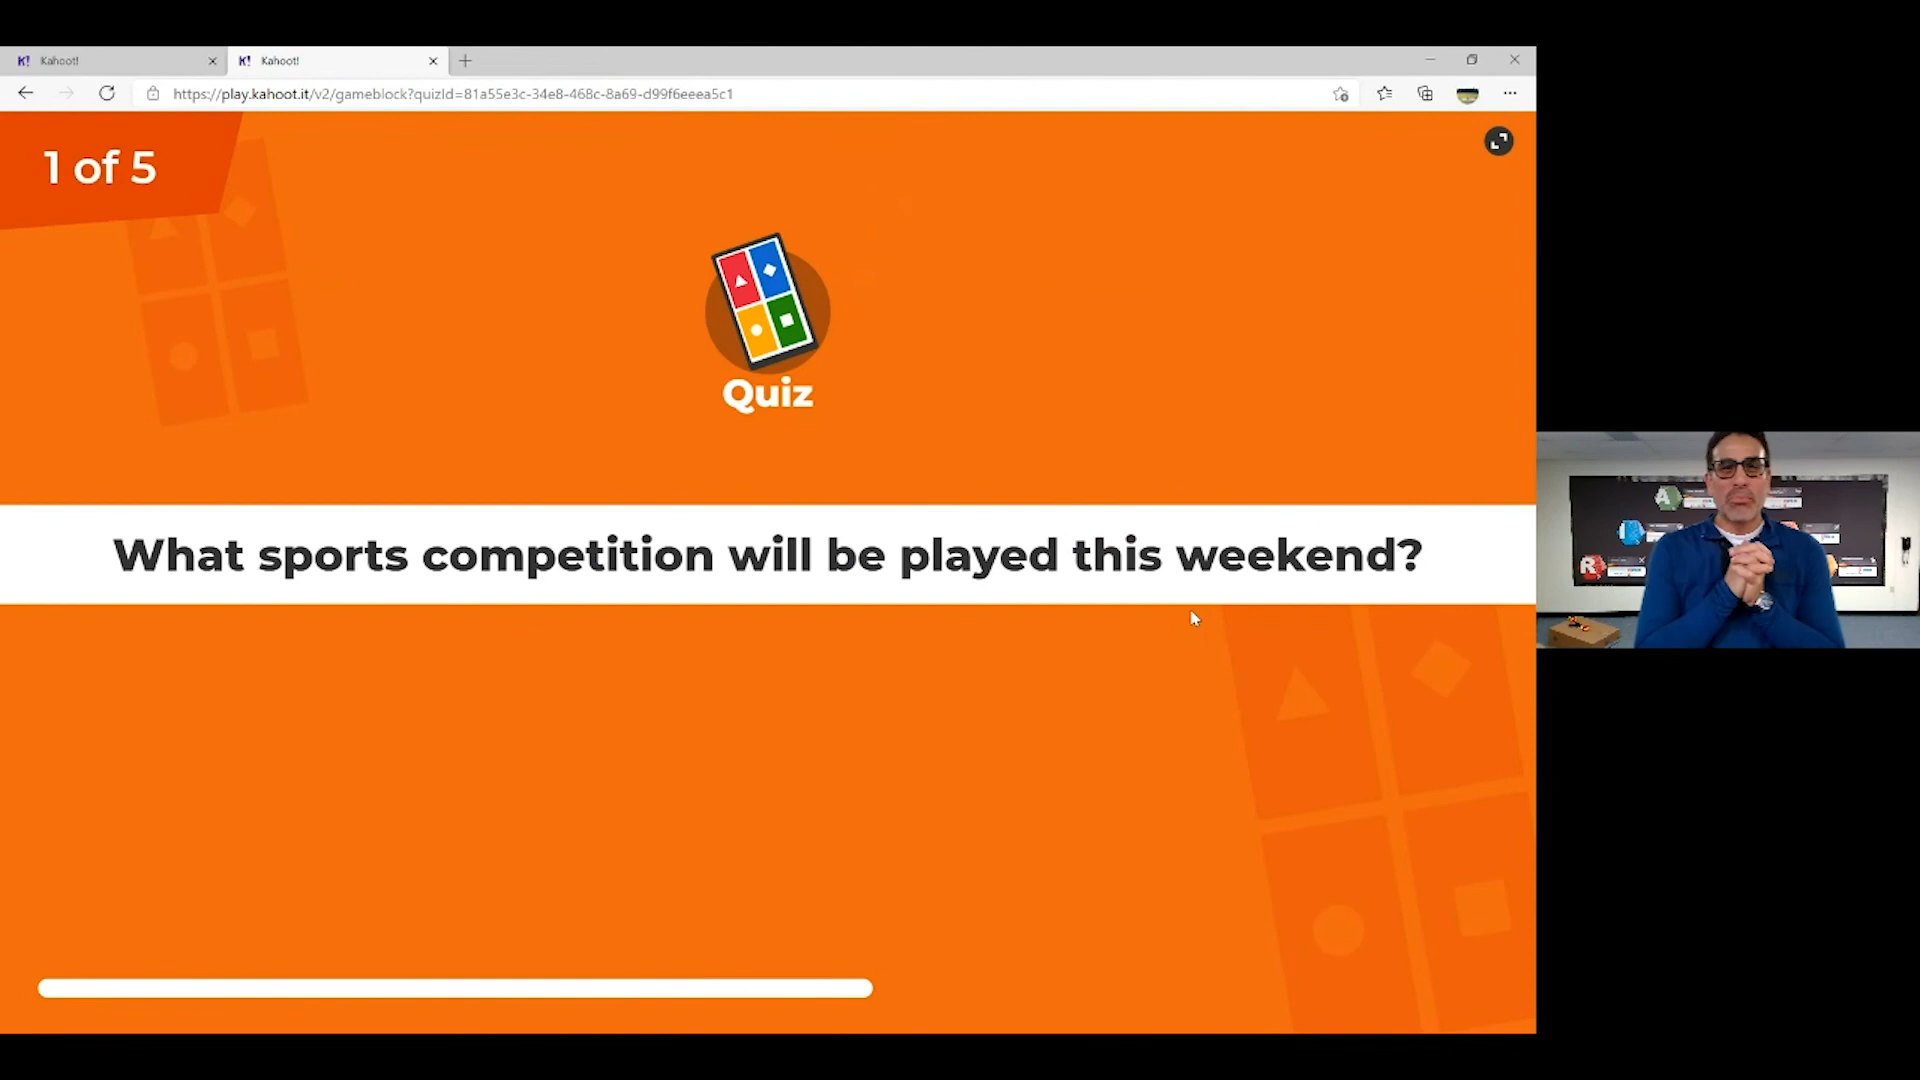 K! Kahoot!
K! Kahoot!
https://play.kahoot.it/v2/gameblock?quizId=81a55e3c-34e8-468c-8a69-d99f6eeea5c1
1 of 5
Quiz
What sports competition will be played this weekend?
A
R